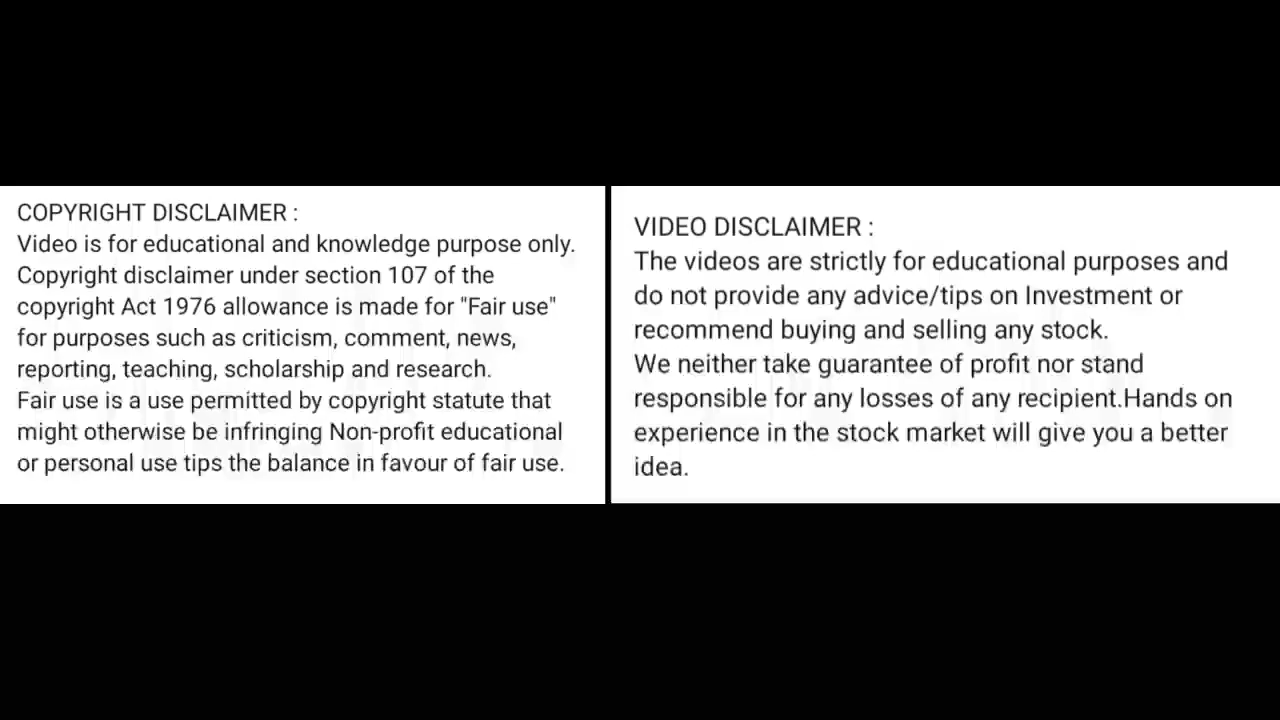 COPYRIGHT DISCLAIMER :
Video is for educational and knowledge purpose only.
Copyright disclaimer under section 107 of the
copyright Act 1976 allowance is made for "Fair use"
for purposes such as criticism, comment, news,
reporting, teaching, scholarship and research.
Fair use is a use permitted by copyright statute that
might otherwise be infringing Non-profit educational
or personal use tips the balance in favour of fair use.
VIDEO DISCLAIMER :
The videos are strictly for educational purposes and
do not provide any advice/tips on Investment or
recommend buying and selling any stock.
We neither take guarantee of profit nor stand
responsible for any losses of any recipient.Hands on
experience in the stock market will give you a better
idea.